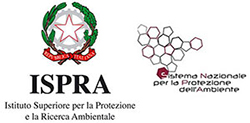 ISPRA
Istituto Superiore per la Protezione
e la Ricerca Ambientale
Sistema Nazionale
per la Protezione
dell'Ambiente